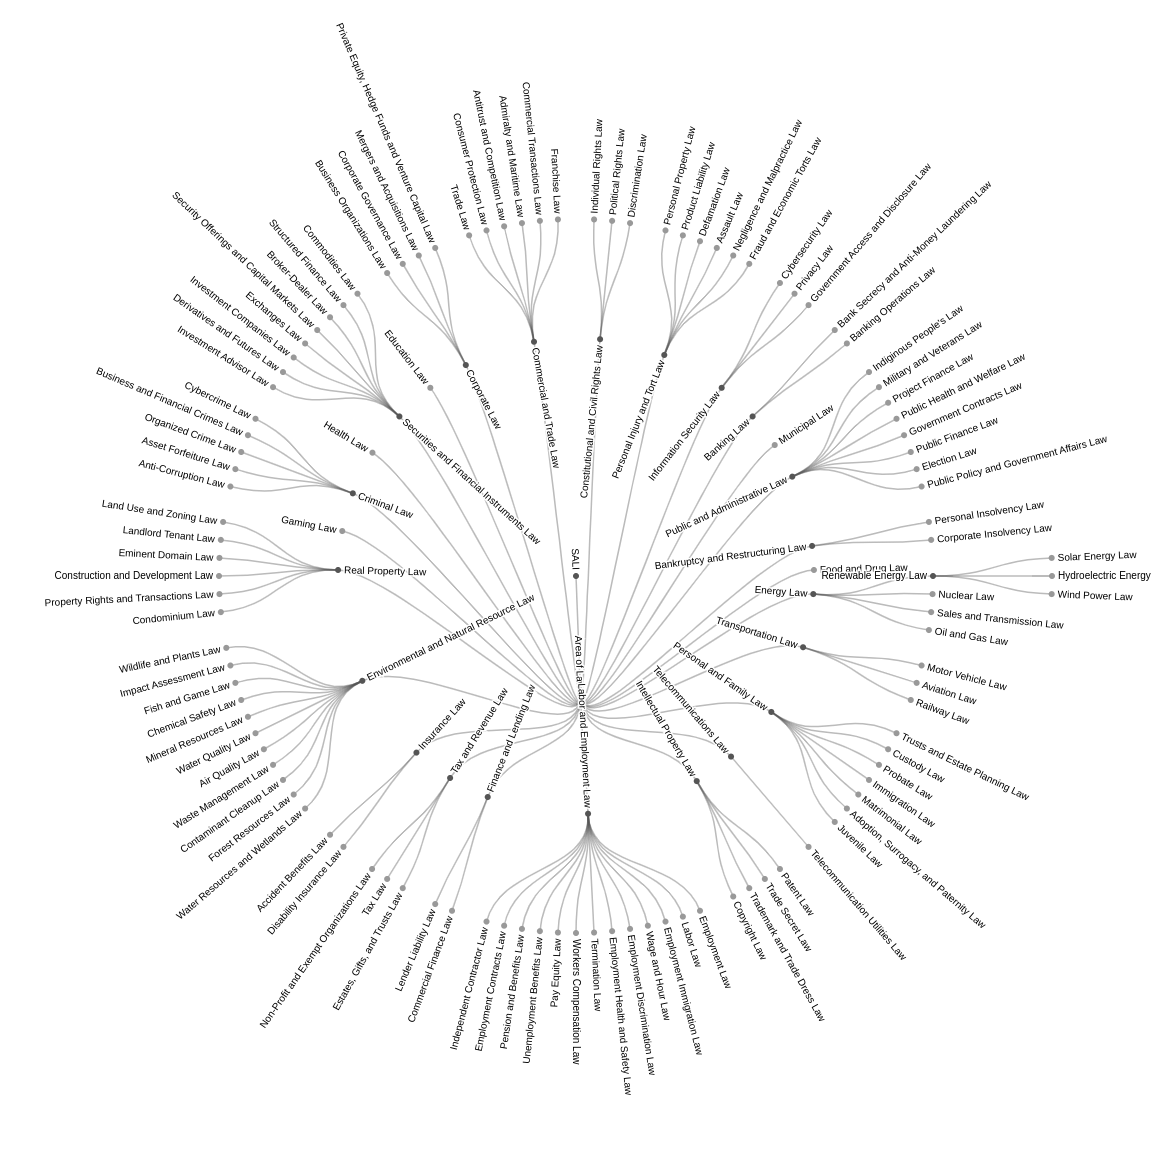 SALI
Area of La
Labor and Employment Law
Constitutional and Civil Rights Law
Individual Rights Law
Political Rights Law
Discrimination Law
Personal Injury and Tort Law
Personal Property Law
Product Liability Law
Defamation Law
Assault Law
Negligence and Malpractice Law
Fraud and Economic Torts Law
Information Security Law
Cybersecurity Law
Privacy Law
Government Access and Disclosure Law
Banking Law
Bank Secrecy and Anti-Money Laundering Law
Banking Operations Law
Municipal Law
Public and Administrative Law
Indiginous People's Law
Military and Veterans Law
Project Finance Law
Public Health and Welfare Law
Government Contracts Law
Public Finance Law
Election Law
Public Policy and Government Affairs Law
Bankruptcy and Restructuring Law
Personal Insolvency Law
Corporate Insolvency Law
Food and Drug Law
Energy Law
Renewable Energy Law
Solar Energy Law
Hydroelectric Energy
Wind Power Law
Nuclear Law
Sales and Transmission Law
Oil and Gas Law
Transportation Law
Motor Vehicle Law
Aviation Law
Railway Law
Personal and Family Law
Trusts and Estate Planning Law
Custody Law
Probate Law
Immigration Law
Matrimonial Law
Adoption, Surrogacy, and Paternity Law
Juvenile Law
Telecommunications Law
Telecommunication Utilities Law
Intellectual Property Law
Patent Law
Trade Secret Law
Trademark and Trade Dress Law
Copyright Law
Employment Law
Labor Law
Employment Immigration Law
Wage and Hour Law
Employment Discrimination Law
Employment Health and Safety Law
Termination Law
Workers Compensation Law
Pay Equity Law
Unemployment Benefits Law
Pension and Benefits Law
Employment Contracts Law
Independent Contractor Law
Finance and Lending Law
Commercial Finance Law
Lender Liability Law
Tax and Revenue Law
Estates, Gifts, and Trusts Law
Tax Law
Non-Profit and Exempt Organizations Law
Insurance Law
Disability Insurance Law
Accident Benefits Law
Environmental and Natural Resource Law
Water Resources and Wetlands Law
Forest Resources Law
Contaminant Cleanup Law
Waste Management Law
Air Quality Law
Water Quality Law
Mineral Resources Law
Chemical Safety Law
Fish and Game Law
Impact Assessment Law
Wildlife and Plants Law
Real Property Law
Condominium Law
Property Rights and Transactions Law
Construction and Development Law
Eminent Domain Law
Landlord Tenant Law
Land Use and Zoning Law
Gaming Law
Criminal Law
Anti-Corruption Law
Asset Forfeiture Law
Organized Crime Law
Business and Financial Crimes Law
Cybercrime Law
Health Law
Securities and Financial Instruments Law
Investment Advisor Law
Derivatives and Futures Law
Investment Companies Law
Exchanges Law
Security Offerings and Capital Markets Law
Broker-Dealer Law
Structured Finance Law
Commodities Law
Education Law
Corporate Law
Business Organizations Law
Corporate Governance Law
Mergers and Acquisitions Law
Private Equity, Hedge Funds and Venture Capital Law
Commercial and Trade Law
Trade Law
Consumer Protection Law
Antitrust and Competition Law
Admiralty and Maritime Law
Commercial Transactions Law
Franchise Law